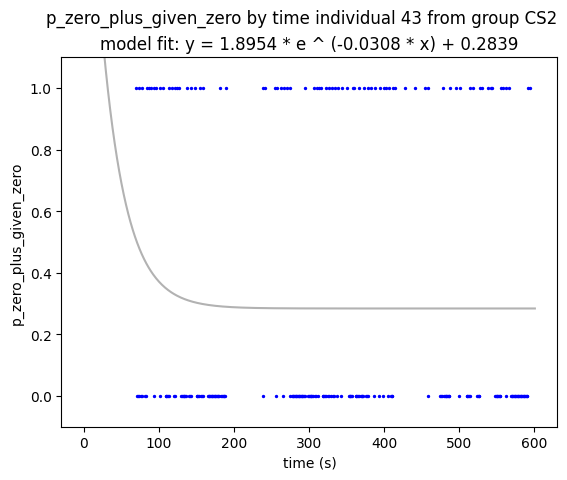 p_zero_plus_given_zero by time individual 43 from group CS2
model fit: y = 1.8954 * e ^ (-0.0308 * x) + 0.2839
1.0
0.8
0.6
0.4
0.2
0.0
p_zero_plus_given_zero
0 100 200 300 400 500 600
time (s)